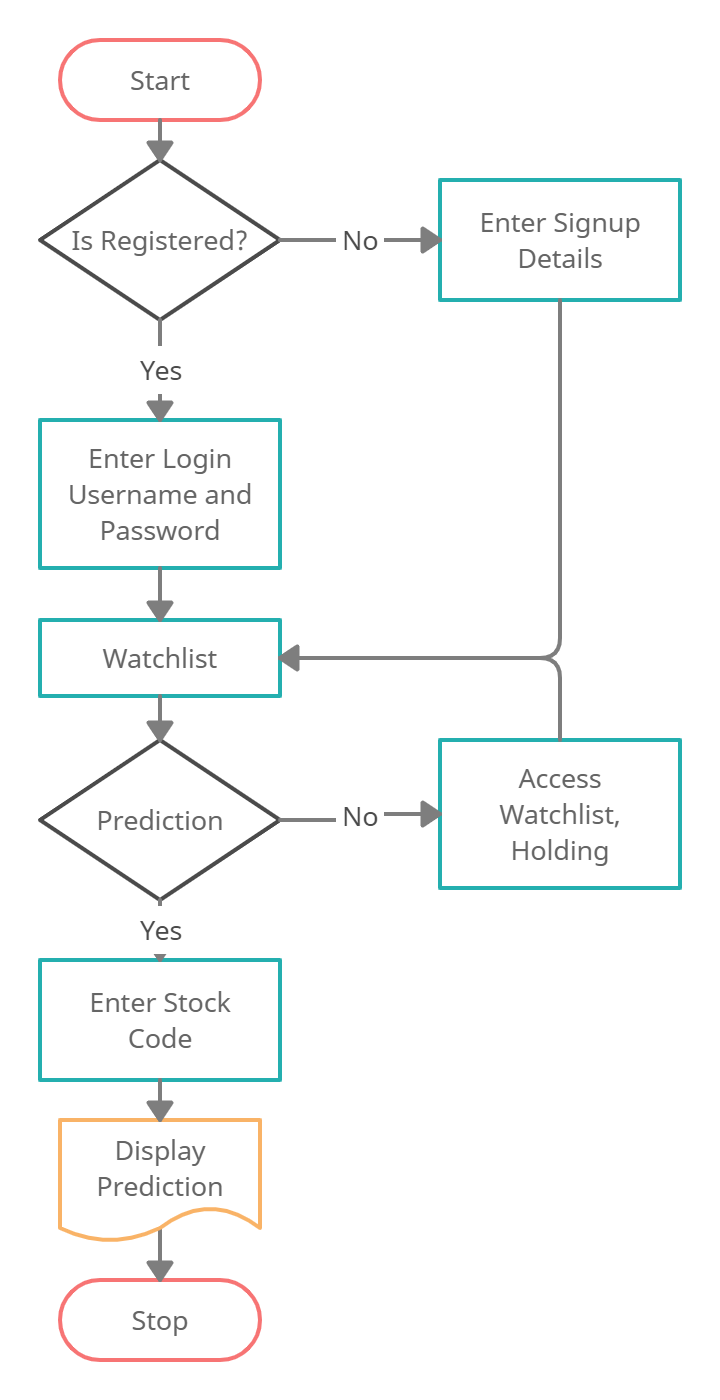 Start
Is Registered?
No
Enter Signup
Details
Yes
Enter Login
Username and
Password
Watchlist
Prediction
No
Access
Watchlist,
Holding
Yes
Enter Stock
Code
Display
Prediction
Stop